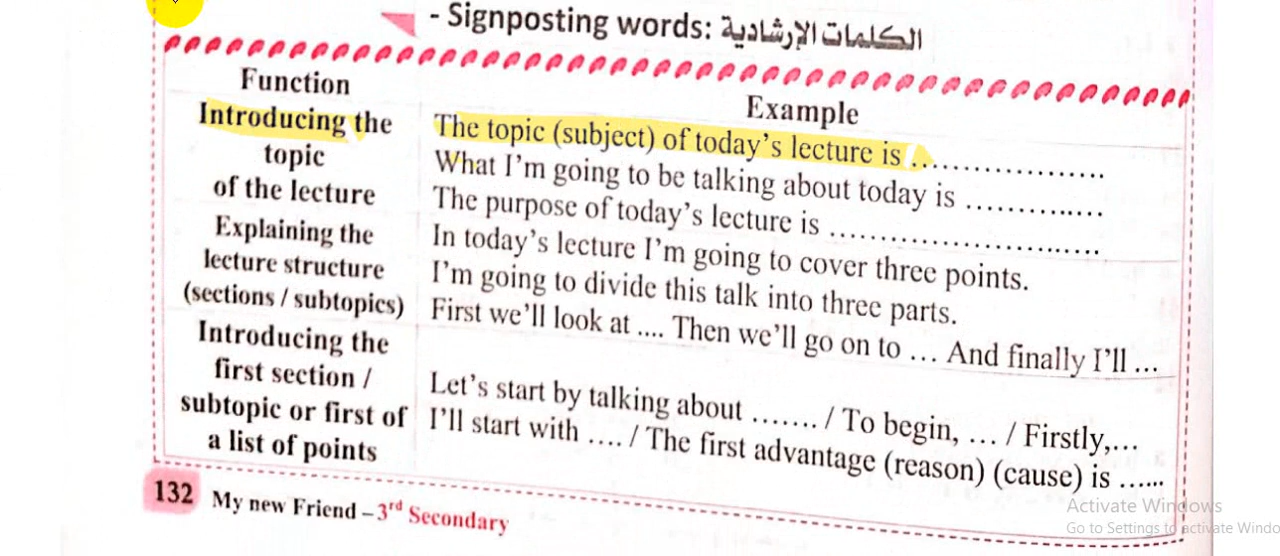 - Signposting words: الكلمات الإرشادية
Function
Example
Introducing the
topic
of the lecture
The topic (subject) of today's lecture is ....................
What I'm going to be talking about today is ...............
The purpose of today's lecture is .............................
Explaining the
lecture structure
(sections / subtopics)
In today's lecture I'm going to cover three points.
I'm going to divide this talk into three parts.
First we'll look at .... Then we'll go on to ... And finally I'll ...
Introducing the
first section /
subtopic or first of
a list of points
Let's start by talking about ....... / To begin, ... / Firstly,...
I'll start with .... / The first advantage (reason) (cause) is ......
132 My new Friend – 3rd Secondary
Activate Windows
Go to Settings to activate Windo